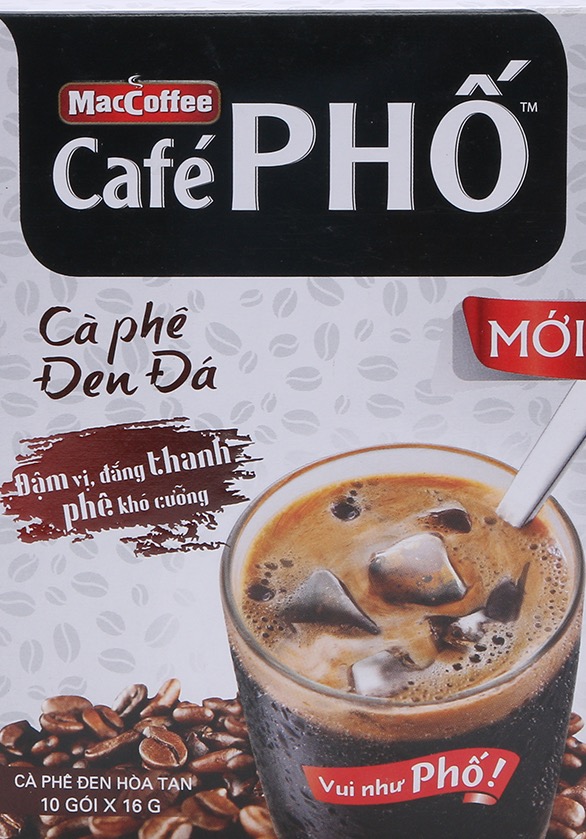 MacCoffee
Café PHỐ™
Cà phê
Đen Đá
MỚI
Đậm vị, đắng thanh
phê khó cưỡng
Vui như Phố!
CÀ PHÊ ĐEN HÒA TAN
10 GÓI X 16 G